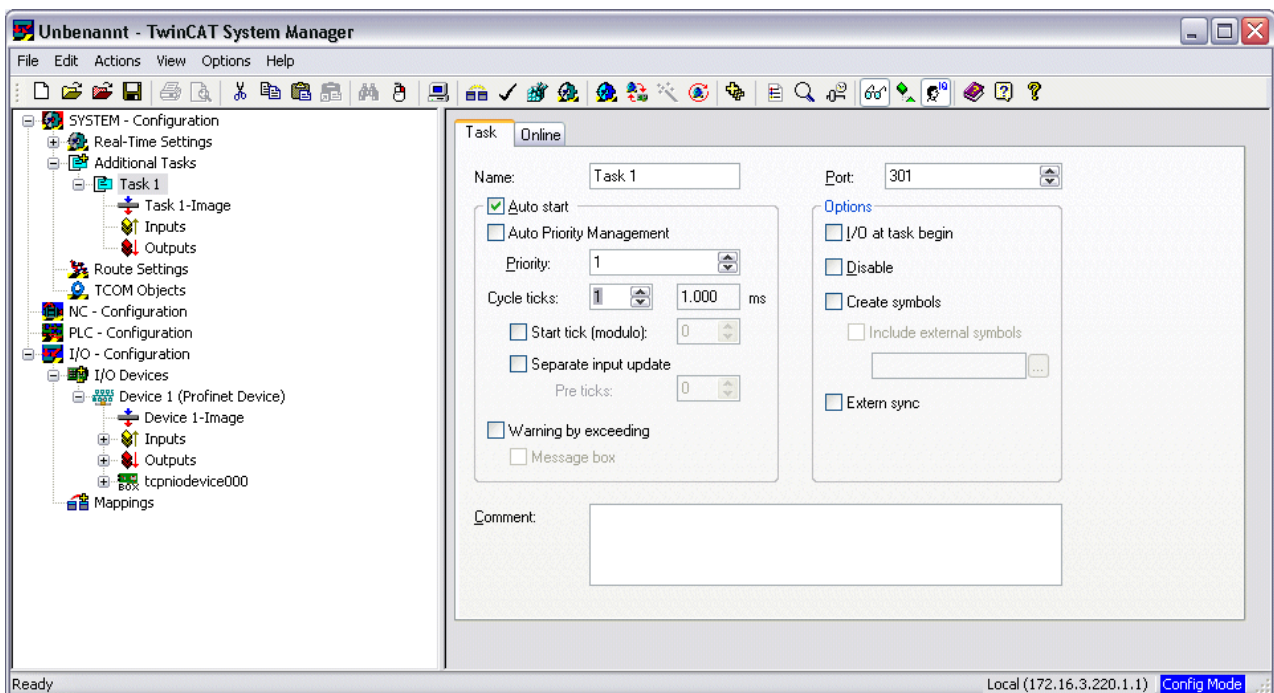 Unbenannt - TwinCAT System Manager
File Edit Actions View Options Help
SYSTEM - Configuration
Real-Time Settings
Additional Tasks
Task 1
Task 1-Image
Inputs
Outputs
Route Settings
TCOM Objects
NC - Configuration
PLC - Configuration
I/O - Configuration
I/O Devices
Device 1 (Profinet Device)
Device 1-Image
Inputs
Outputs
BOX tcpniodevice000
Mappings
Task Online
Name: Task 1
Auto start
Auto Priority Management
Priority: 1
Cycle ticks: 1 1.000 ms
Start tick (modulo): 0
Separate input update
Pre ticks: 0
Warning by exceeding
Message box
Port: 301
Options
I/O at task begin
Disable
Create symbols
Include external symbols
...
Extern sync
Comment:
Ready Local (172.16.3.220.1.1) Config Mode